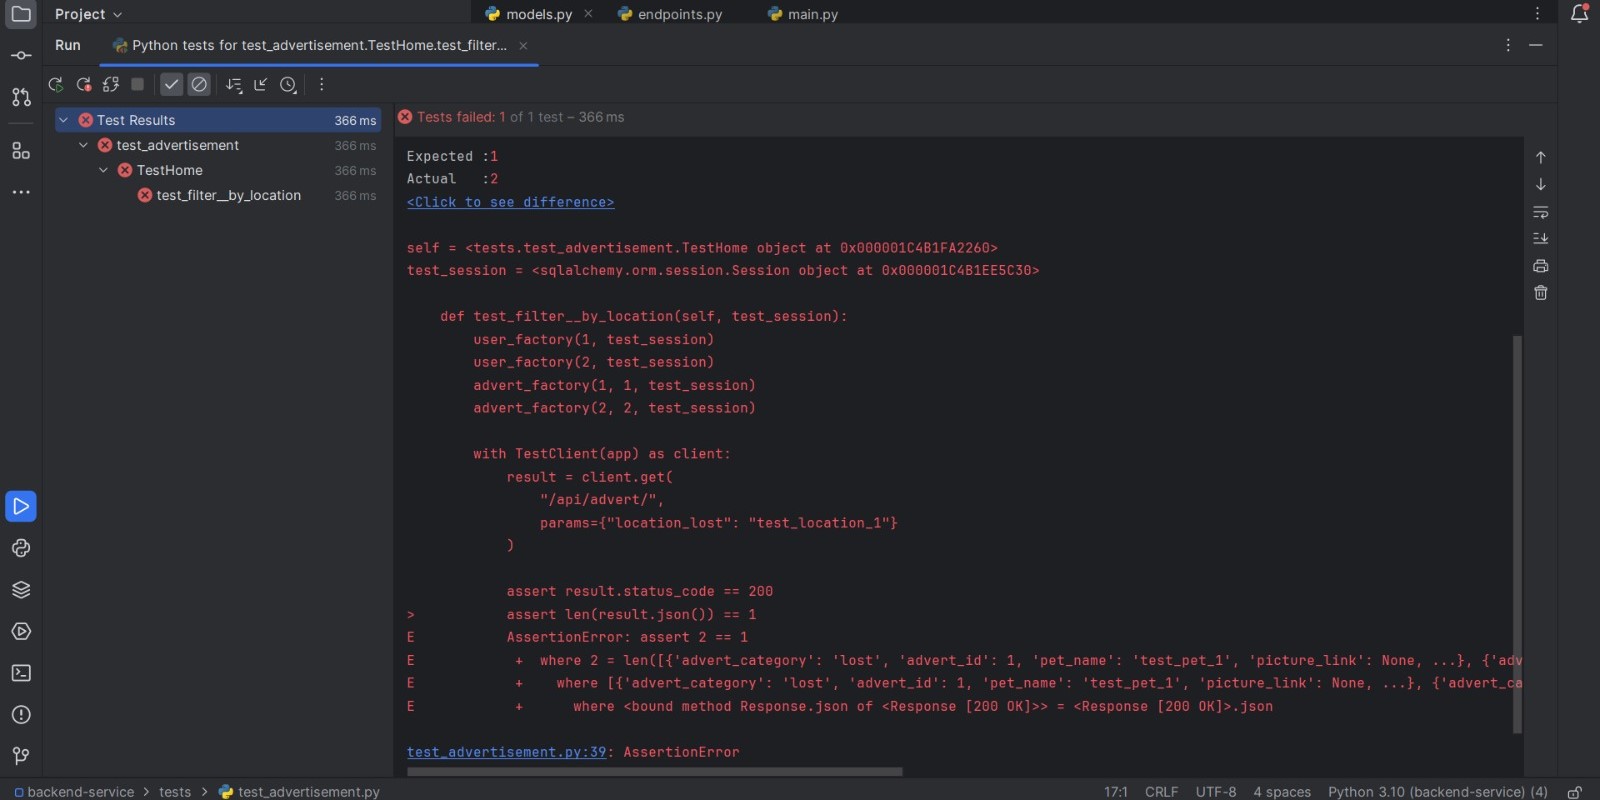 Project
models.py
endpoints.py
main.py
Run
Python tests for test_advertisement.TestHome.test_filter...
Test Results 366 ms
test_advertisement 366 ms
TestHome 366 ms
test_filter__by_location 366 ms
Tests failed: 1 of 1 test – 366 ms
Expected :1
Actual   :2
<Click to see difference>
self = <tests.test_advertisement.TestHome object at 0x000001C4B1FA2260>
test_session = <sqlalchemy.orm.session.Session object at 0x000001C4B1EE5C30>
    def test_filter__by_location(self, test_session):
        user_factory(1, test_session)
        user_factory(2, test_session)
        advert_factory(1, 1, test_session)
        advert_factory(2, 2, test_session)
        with TestClient(app) as client:
            result = client.get(
                "/api/advert/",
                params={"location_lost": "test_location_1"}
            )
            assert result.status_code == 200
>           assert len(result.json()) == 1
E           AssertionError: assert 2 == 1
E            +  where 2 = len([{'advert_category': 'lost', 'advert_id': 1, 'pet_name': 'test_pet_1', 'picture_link': None, ...}, {'adv
E            +    where [{'advert_category': 'lost', 'advert_id': 1, 'pet_name': 'test_pet_1', 'picture_link': None, ...}, {'advert_ca
E            +      where <bound method Response.json of <Response [200 OK]>> = <Response [200 OK]>.json
test_advertisement.py:39: AssertionError
backend-service > tests > test_advertisement.py
17:1 CRLF UTF-8 4 spaces Python 3.10 (backend-service) (4)